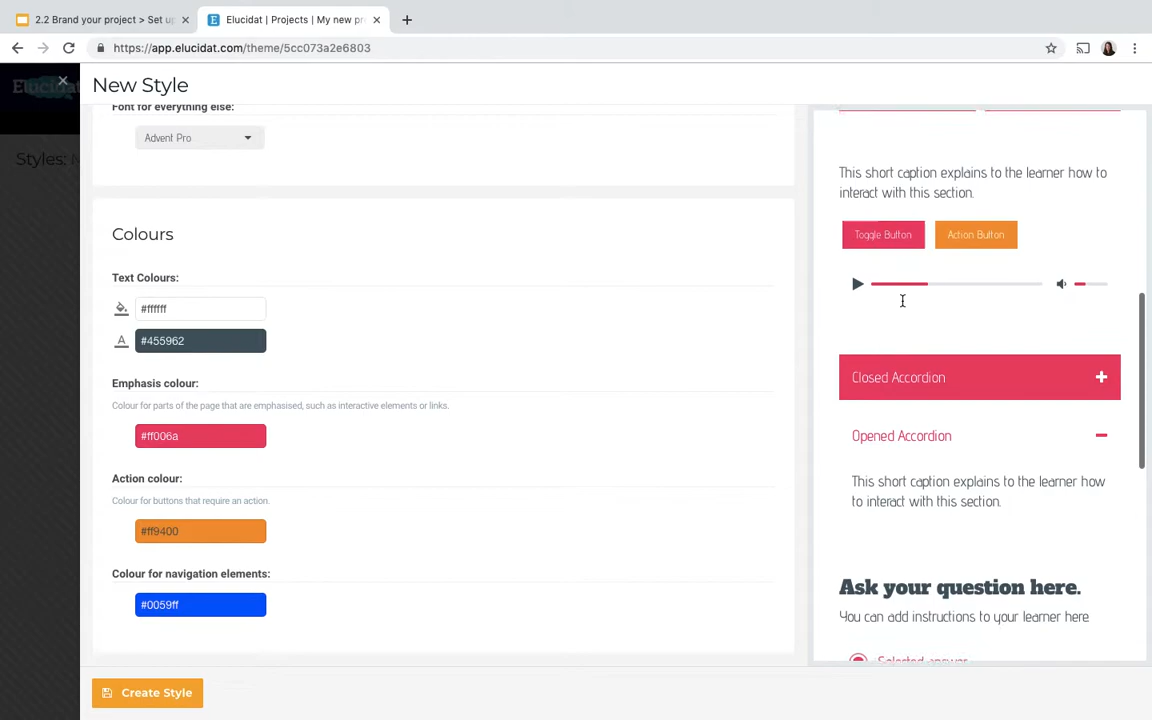 2.2 Brand your project > Set u
Elucidat | Projects | My new pr
https://app.elucidat.com/theme/5cc073a2e6803
Elucida
Styles: M
New Style
Font for everything else:
Advent Pro
Colours
Text Colours:
#ffffff
#455962
Emphasis colour:
Colour for parts of the page that are emphasised, such as interactive elements or links.
#ff006a
Action colour:
Colour for buttons that require an action.
#ff9400
Colour for navigation elements:
#0059ff
Create Style
This short caption explains to the learner how to
interact with this section.
Toggle Button
Action Button
Closed Accordion
Opened Accordion
This short caption explains to the learner how
to interact with this section.
Ask your question here.
You can add instructions to your learner here
Selected answer